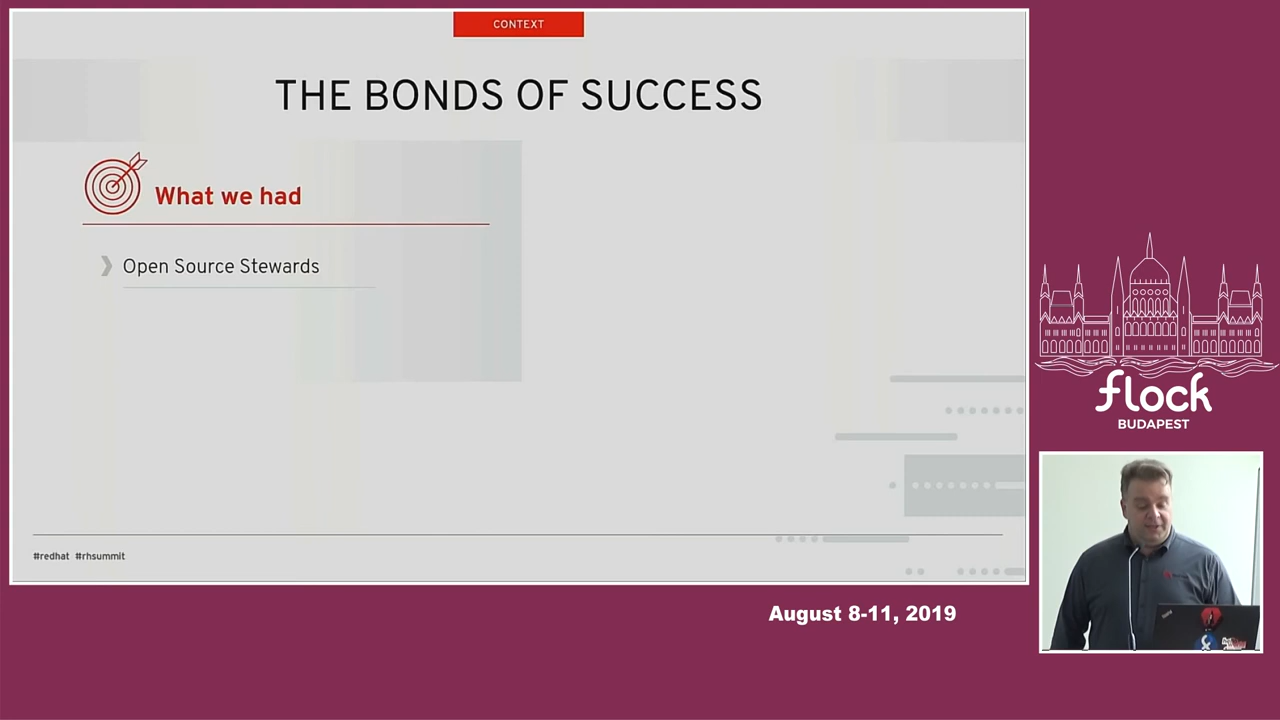 CONTEXT
THE BONDS OF SUCCESS
What we had
Open Source Stewards
#redhat #rhsummit
flock
BUDAPEST
August 8-11, 2019